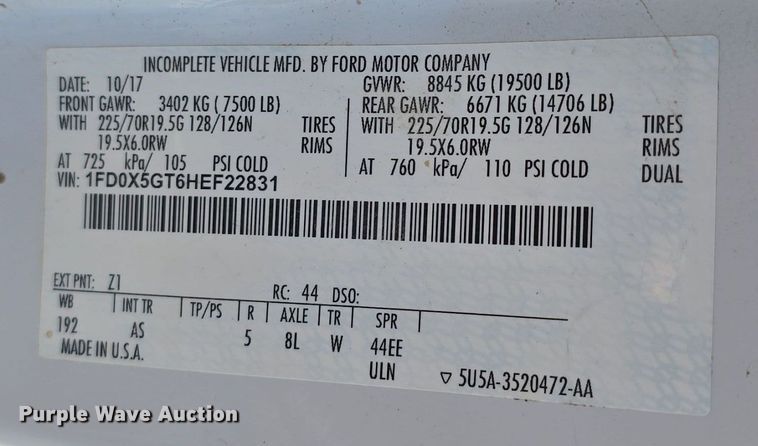 INCOMPLETE VEHICLE MFD. BY FORD MOTOR COMPANY
DATE: 10/17 GVWR: 8845 KG (19500 LB)
FRONT GAWR: 3402 KG ( 7500 LB) REAR GAWR: 6671 KG (14706 LB)
WITH 225/70R19.5G 128/126N TIRES WITH 225/70R19.5G 128/126N TIRES
19.5X6.0RW RIMS 19.5X6.0RW RIMS
AT 725 kPa/ 105 PSI COLD AT 760 kPa/ 110 PSI COLD DUAL
VIN: 1FD0X5GT6HEF22831
EXT PNT: Z1 RC: 44 DSO:
WB INT TR TP/PS R AXLE TR SPR
192 AS 5 8L W 44EE
MADE IN U.S.A. ULN ▽ 5U5A-3520472-AA
Purple Wave Auction